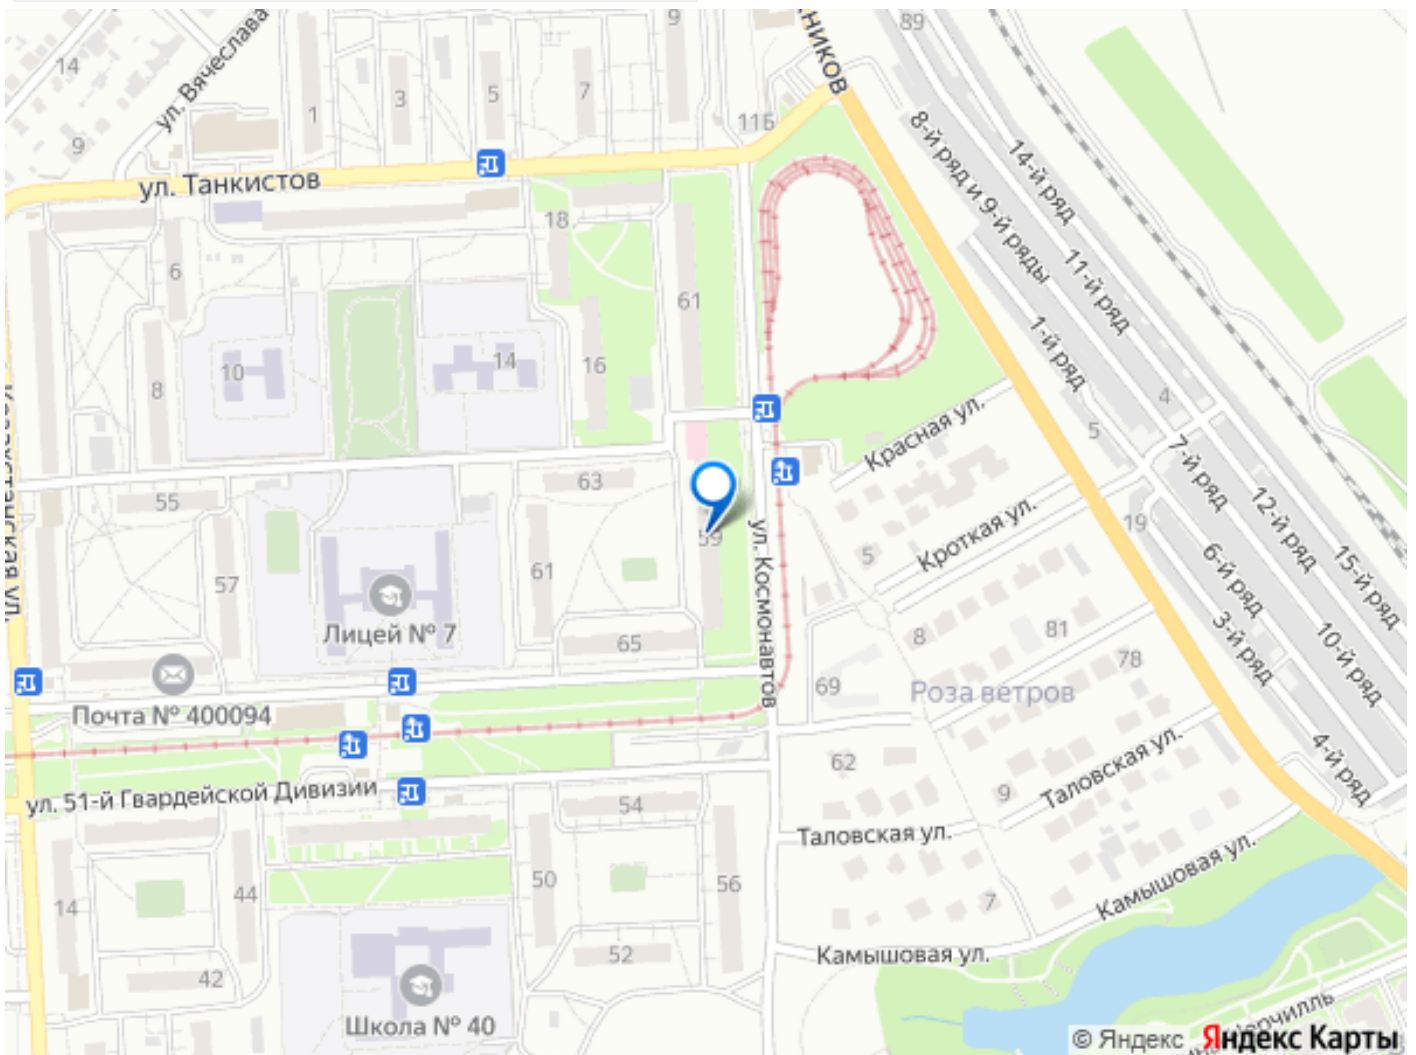 89
9
14
ул. Вячеслава
НИКОВ
7
5
3
1
11Б
9
8-й ряд и 9-й ряды
14-й ряд
ул. Танкистов
18
6
11-й ряд
61
1-й ряд
16
14
10
8
4
Красная ул.
5
7-й ряд
63
55
12-й ряд
19
59
Кроткая ул.
15-й ряд
5
61
57
6-й ряд
ул. Космонавтов
Лицей № 7
8
81
65
3-й ряд
10-й ряд
78
69
Роза ветров
Почта № 400094
62
4-й ряд
Таловская ул.
ул. 51-й Гвардейской Дивизии
54
9
Таловская ул.
50
56
44
14
7
Камышовая ул.
52
Камышовая ул.
42
Школа № 40
© Яндекс Яндекс Карты